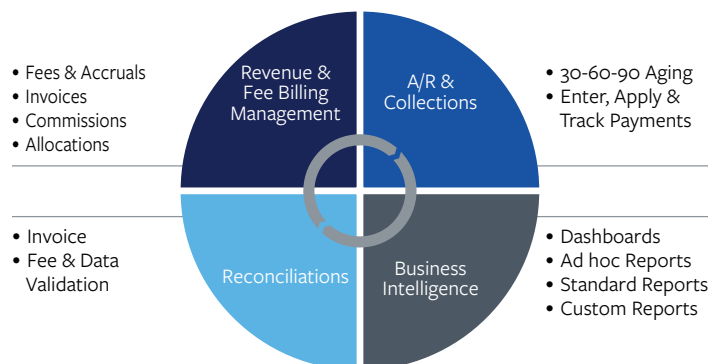 • Fees & Accruals
• Invoices
• Commissions
• Allocations
Revenue &
Fee Billing
Management
A/R &
Collections
• 30-60-90 Aging
• Enter, Apply &
Track Payments
• Invoice
• Fee & Data
Validation
Reconciliations
Business
Intelligence
• Dashboards
• Ad hoc Reports
• Standard Reports
• Custom Reports